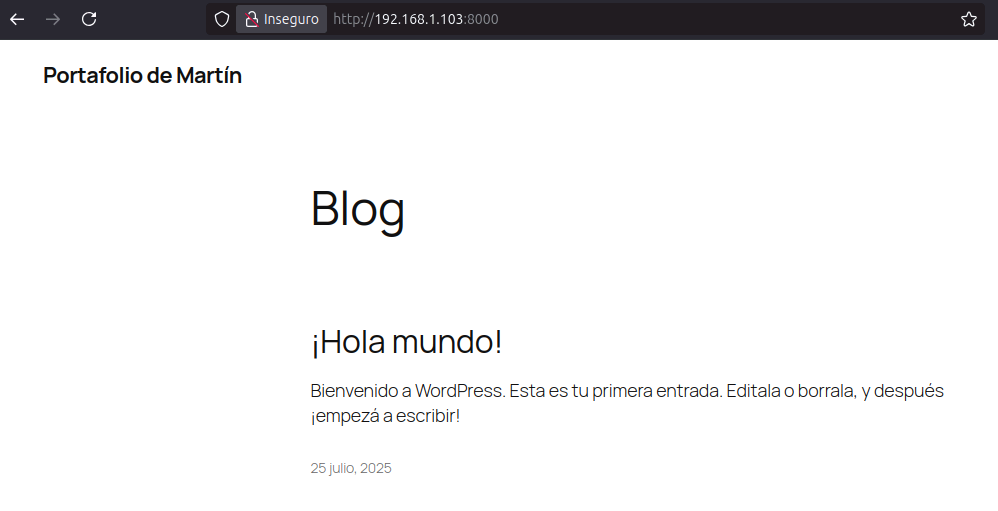 Inseguro http://192.168.1.103:8000
Portafolio de Martín
Blog
¡Hola mundo!
Bienvenido a WordPress. Esta es tu primera entrada. Editala o borrala, y después
¡empezá a escribir!
25 julio, 2025